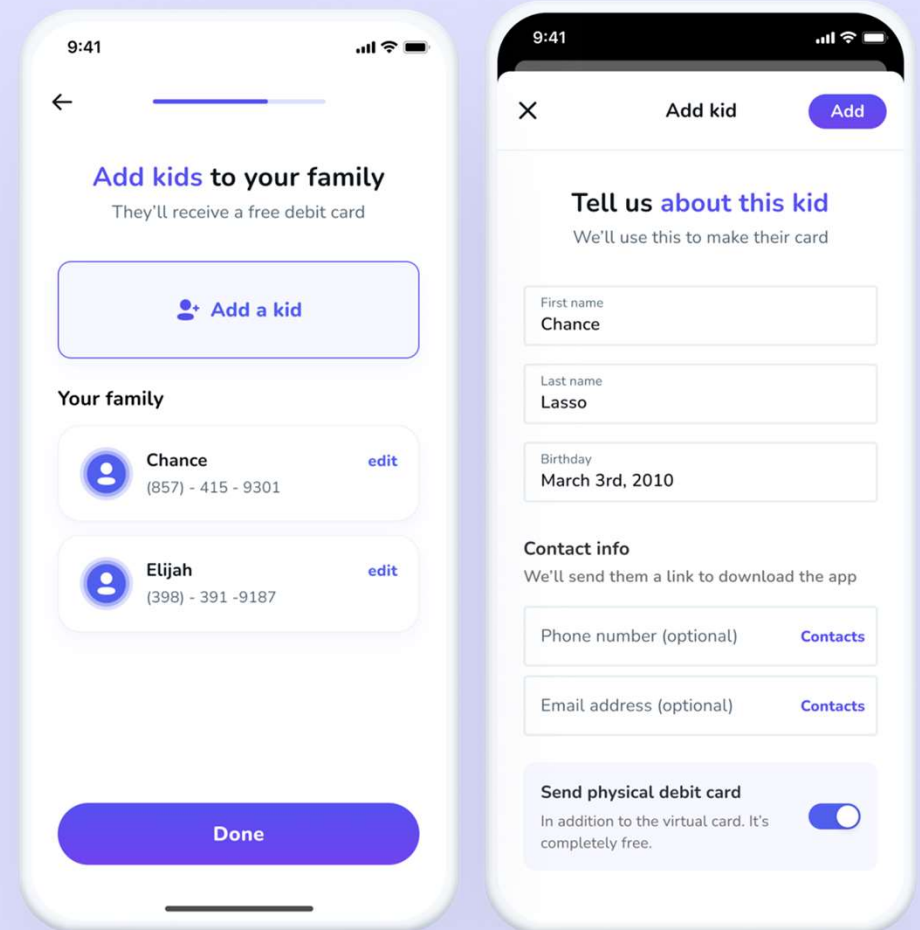 9:41
Add kids to your family
They'll receive a free debit card
Add a kid
Your family
Chance
edit
(857) - 415 - 9301
Elijah
edit
(398) - 391 -9187
Done
9:41
Add kid
Add
Tell us about this kid
We'll use this to make their card
First name
Chance
Last name
Lasso
Birthday
March 3rd, 2010
Contact info
We'll send them a link to download the app
Phone number (optional)
Contacts
Email address (optional)
Contacts
Send physical debit card
In addition to the virtual card. It's
completely free.